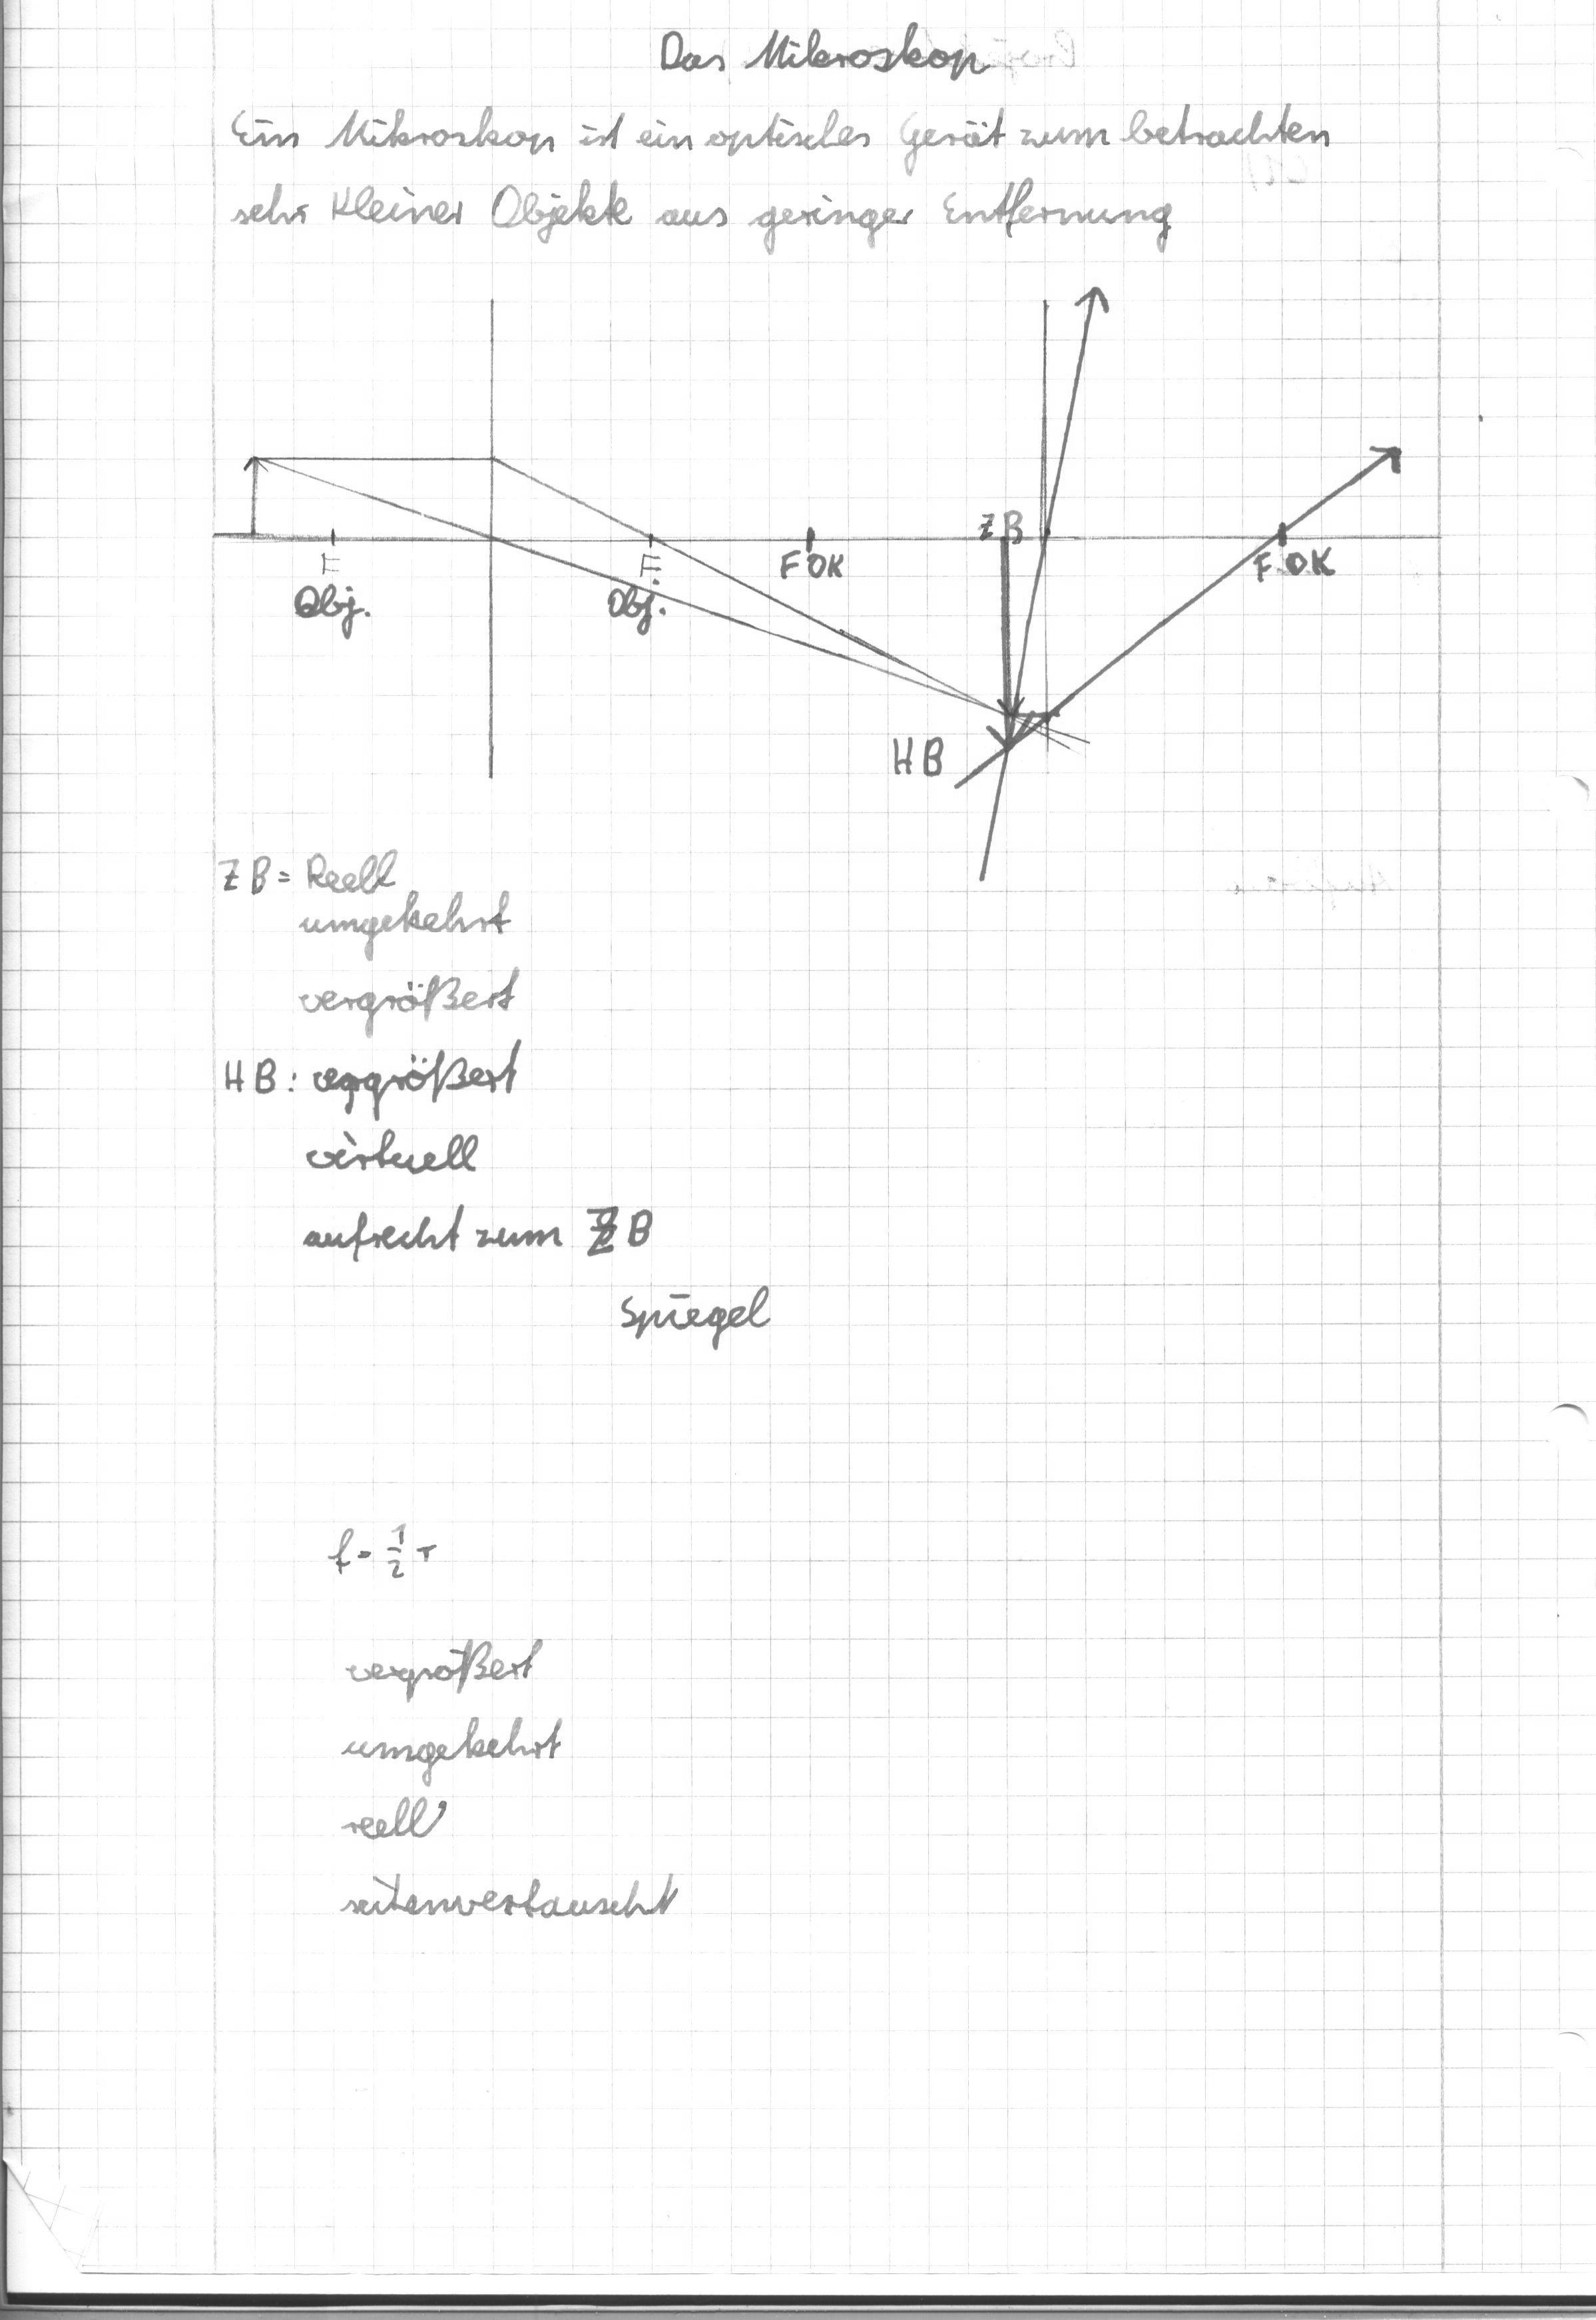 Das Mikroskop
Ein Mikroskop ist ein optisches Gerät zum betrachten
sehr kleiner Objekte aus geringer Entfernung
ZB
F
Obj.
F
Obj.
F OK
F OK
HB
ZB = Reell
umgekehrt
vergrößert
HB: vergrößert
virtuell
aufrecht zum ZB
Spiegel
f = 1/2 r
vergrößert
umgekehrt
reell
seitenvertauscht